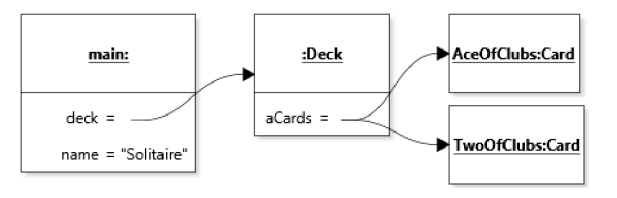 main:
deck =
name = "Solitaire"
:Deck
aCards =
AceOfClubs:Card
TwoOfClubs:Card